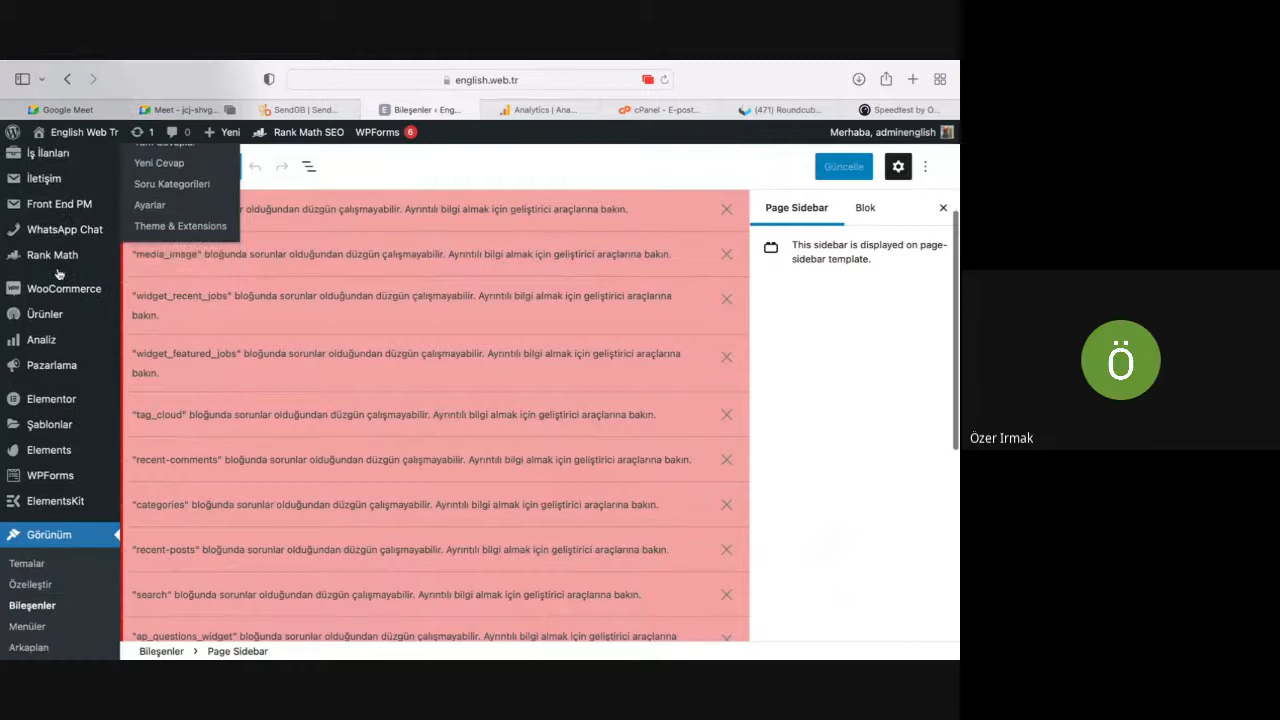 english.web.tr
Google Meet
Meet – jcj-shvg...
SendGB | Send...
Bileşenler ‹ Eng...
Analytics | Ana...
cPanel - E-post...
(471) Roundcub...
Speedtest by O...
English Web Tr
1
0
Yeni
Rank Math SEO
WPForms 6
Merhaba, adminenglish
İş İlanları
İletişim
Front End PM
WhatsApp Chat
Rank Math
WooCommerce
Ürünler
Analiz
Pazarlama
Elementor
Şablonlar
Elements
WPForms
ElementsKit
Görünüm
Temalar
Özelleştir
Bileşenler
Menüler
Arkaplan
Yeni Cevap
Soru Kategorileri
Ayarlar
Theme & Extensions
Güncelle
r olduğundan düzgün çalışmayabilir. Ayrıntılı bilgi almak için geliştirici araçlarına bakın.
"media_image" bloğunda sorunlar olduğundan düzgün çalışmayabilir. Ayrıntılı bilgi almak için geliştirici araçlarına bakın.
"widget_recent_jobs" bloğunda sorunlar olduğundan düzgün çalışmayabilir. Ayrıntılı bilgi almak için geliştirici araçlarına
bakın.
"widget_featured_jobs" bloğunda sorunlar olduğundan düzgün çalışmayabilir. Ayrıntılı bilgi almak için geliştirici araçlarına
bakın.
"tag_cloud" bloğunda sorunlar olduğundan düzgün çalışmayabilir. Ayrıntılı bilgi almak için geliştirici araçlarına bakın.
"recent-comments" bloğunda sorunlar olduğundan düzgün çalışmayabilir. Ayrıntılı bilgi almak için geliştirici araçlarına bakın.
"categories" bloğunda sorunlar olduğundan düzgün çalışmayabilir. Ayrıntılı bilgi almak için geliştirici araçlarına bakın.
"recent-posts" bloğunda sorunlar olduğundan düzgün çalışmayabilir. Ayrıntılı bilgi almak için geliştirici araçlarına bakın.
"search" bloğunda sorunlar olduğundan düzgün çalışmayabilir. Ayrıntılı bilgi almak için geliştirici araçlarına bakın.
"ap_questions_widget" bloğunda sorunlar olduğundan düzgün çalışmayabilir. Ayrıntılı bilgi almak için geliştirici araçlarına
Page Sidebar
Blok
This sidebar is displayed on page-
sidebar template.
Bileşenler > Page Sidebar
Ö
Özer Irmak